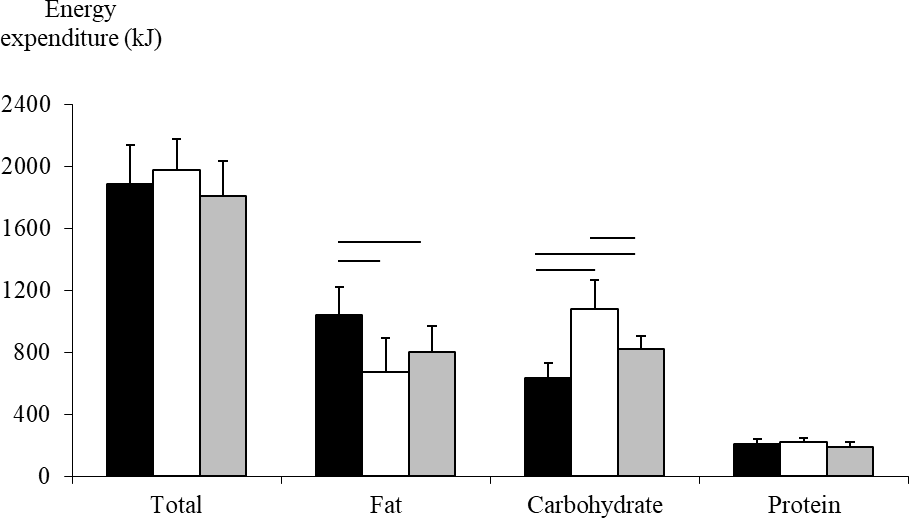 Energy
expenditure (kJ)
2400
2000
1600
1200
800
400
0
Total Fat Carbohydrate Protein